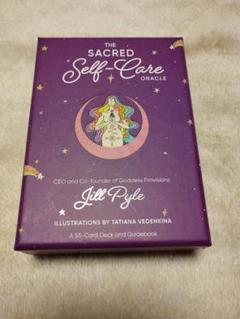 THE
SACRED
Self-Care
ORACLE
CEO and Co-founder of Goddess Provisions
Jill Pyle
ILLUSTRATIONS BY TATIANA VEDENKINA
A 55-Card Deck and Guidebook